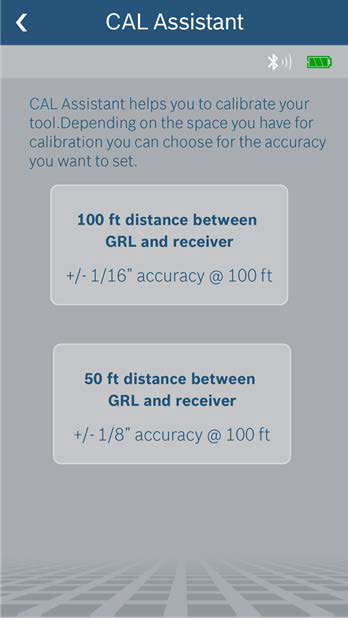 CAL Assistant
CAL Assistant helps you to calibrate your
tool.Depending on the space you have for
calibration you can choose for the accuracy
you want to set.
100 ft distance between
GRL and receiver
+/- 1/16” accuracy @ 100 ft
50 ft distance between
GRL and receiver
+/- 1/8” accuracy @ 100 ft